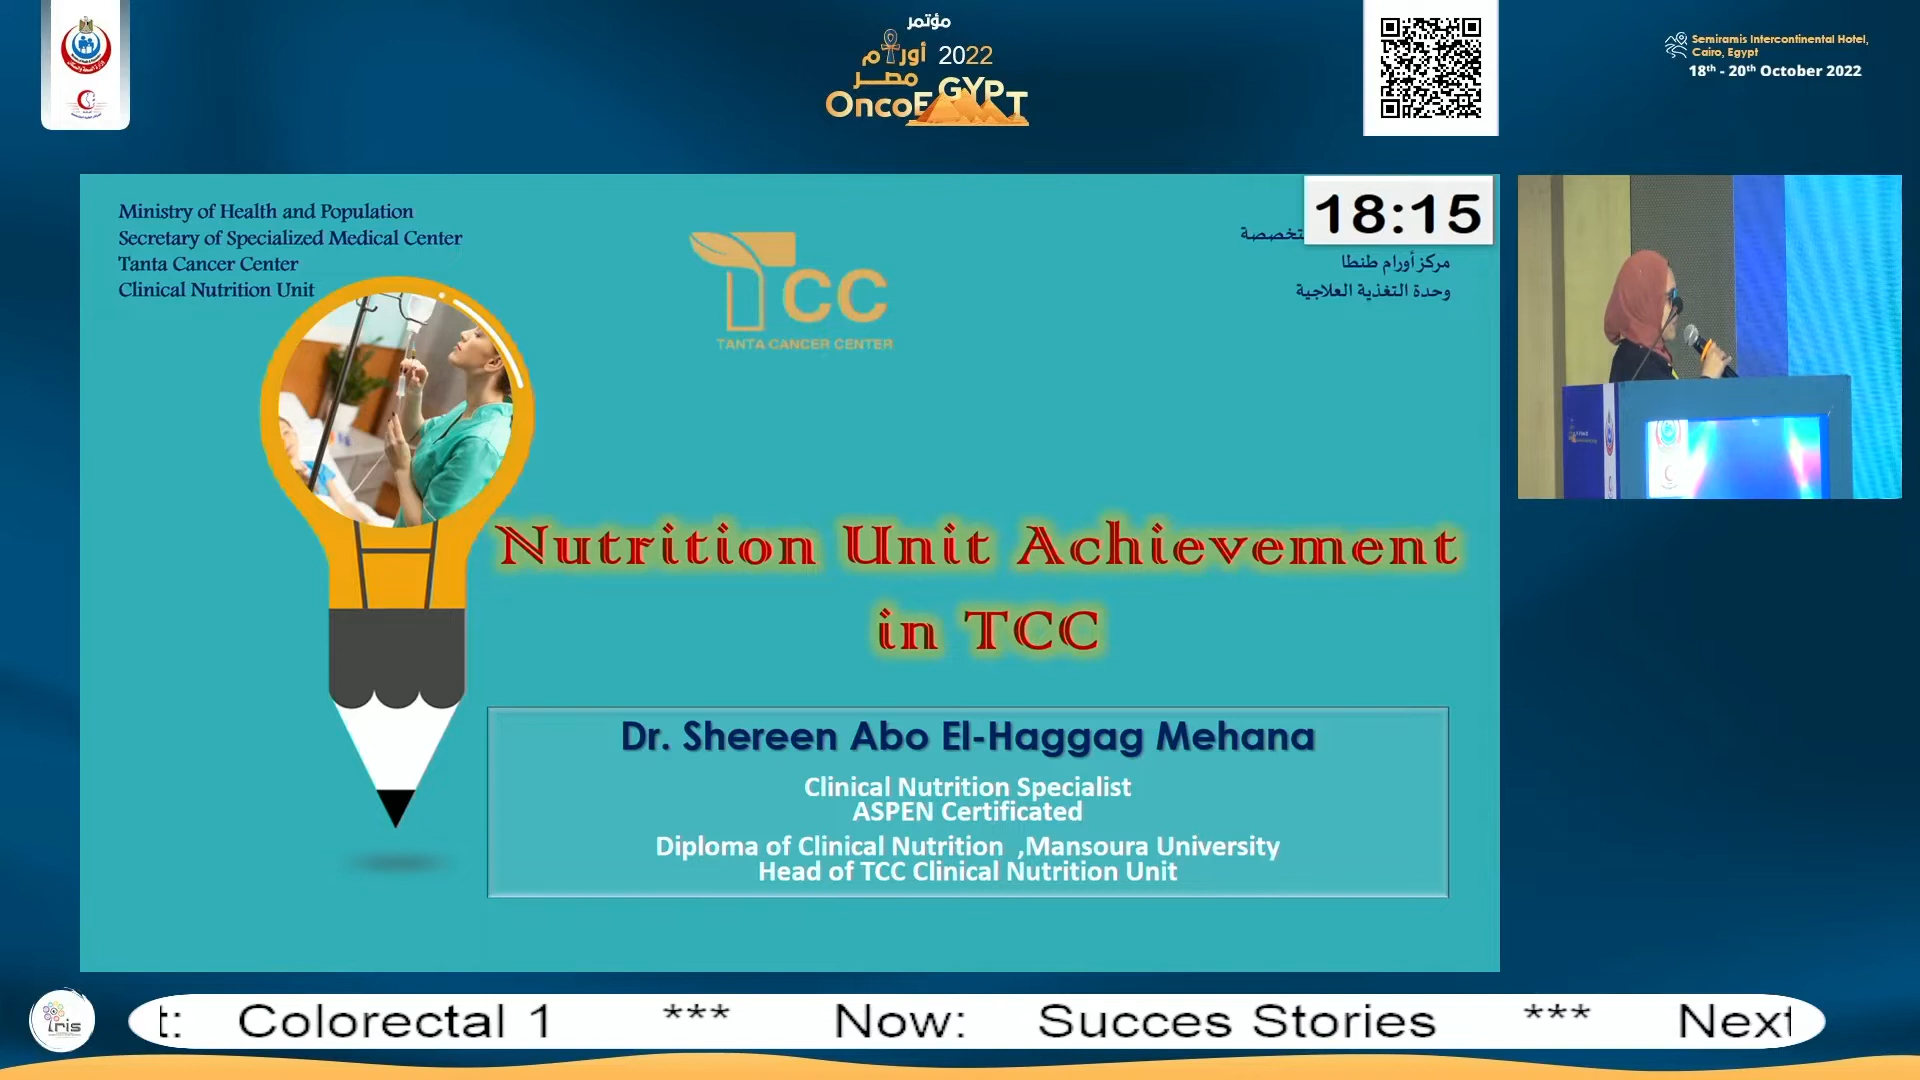 مؤتمر
أورام 2022
مصر
OncoEGYPT
Semiramis Intercontinental Hotel,
Cairo, Egypt
18th - 20th October 2022
Ministry of Health and Population
Secretary of Specialized Medical Center
Tanta Cancer Center
Clinical Nutrition Unit
TCC
TANTA CANCER CENTER
18:15
مركز أورام طنطا
وحدة التغذية العلاجية
Nutrition Unit Achievement
in TCC
Dr. Shereen Abo El-Haggag Mehana
Clinical Nutrition Specialist
ASPEN Certificated
Diploma of Clinical Nutrition ,Mansoura University
Head of TCC Clinical Nutrition Unit
iris
t: Colorectal 1 *** Now: Succes Stories *** Next